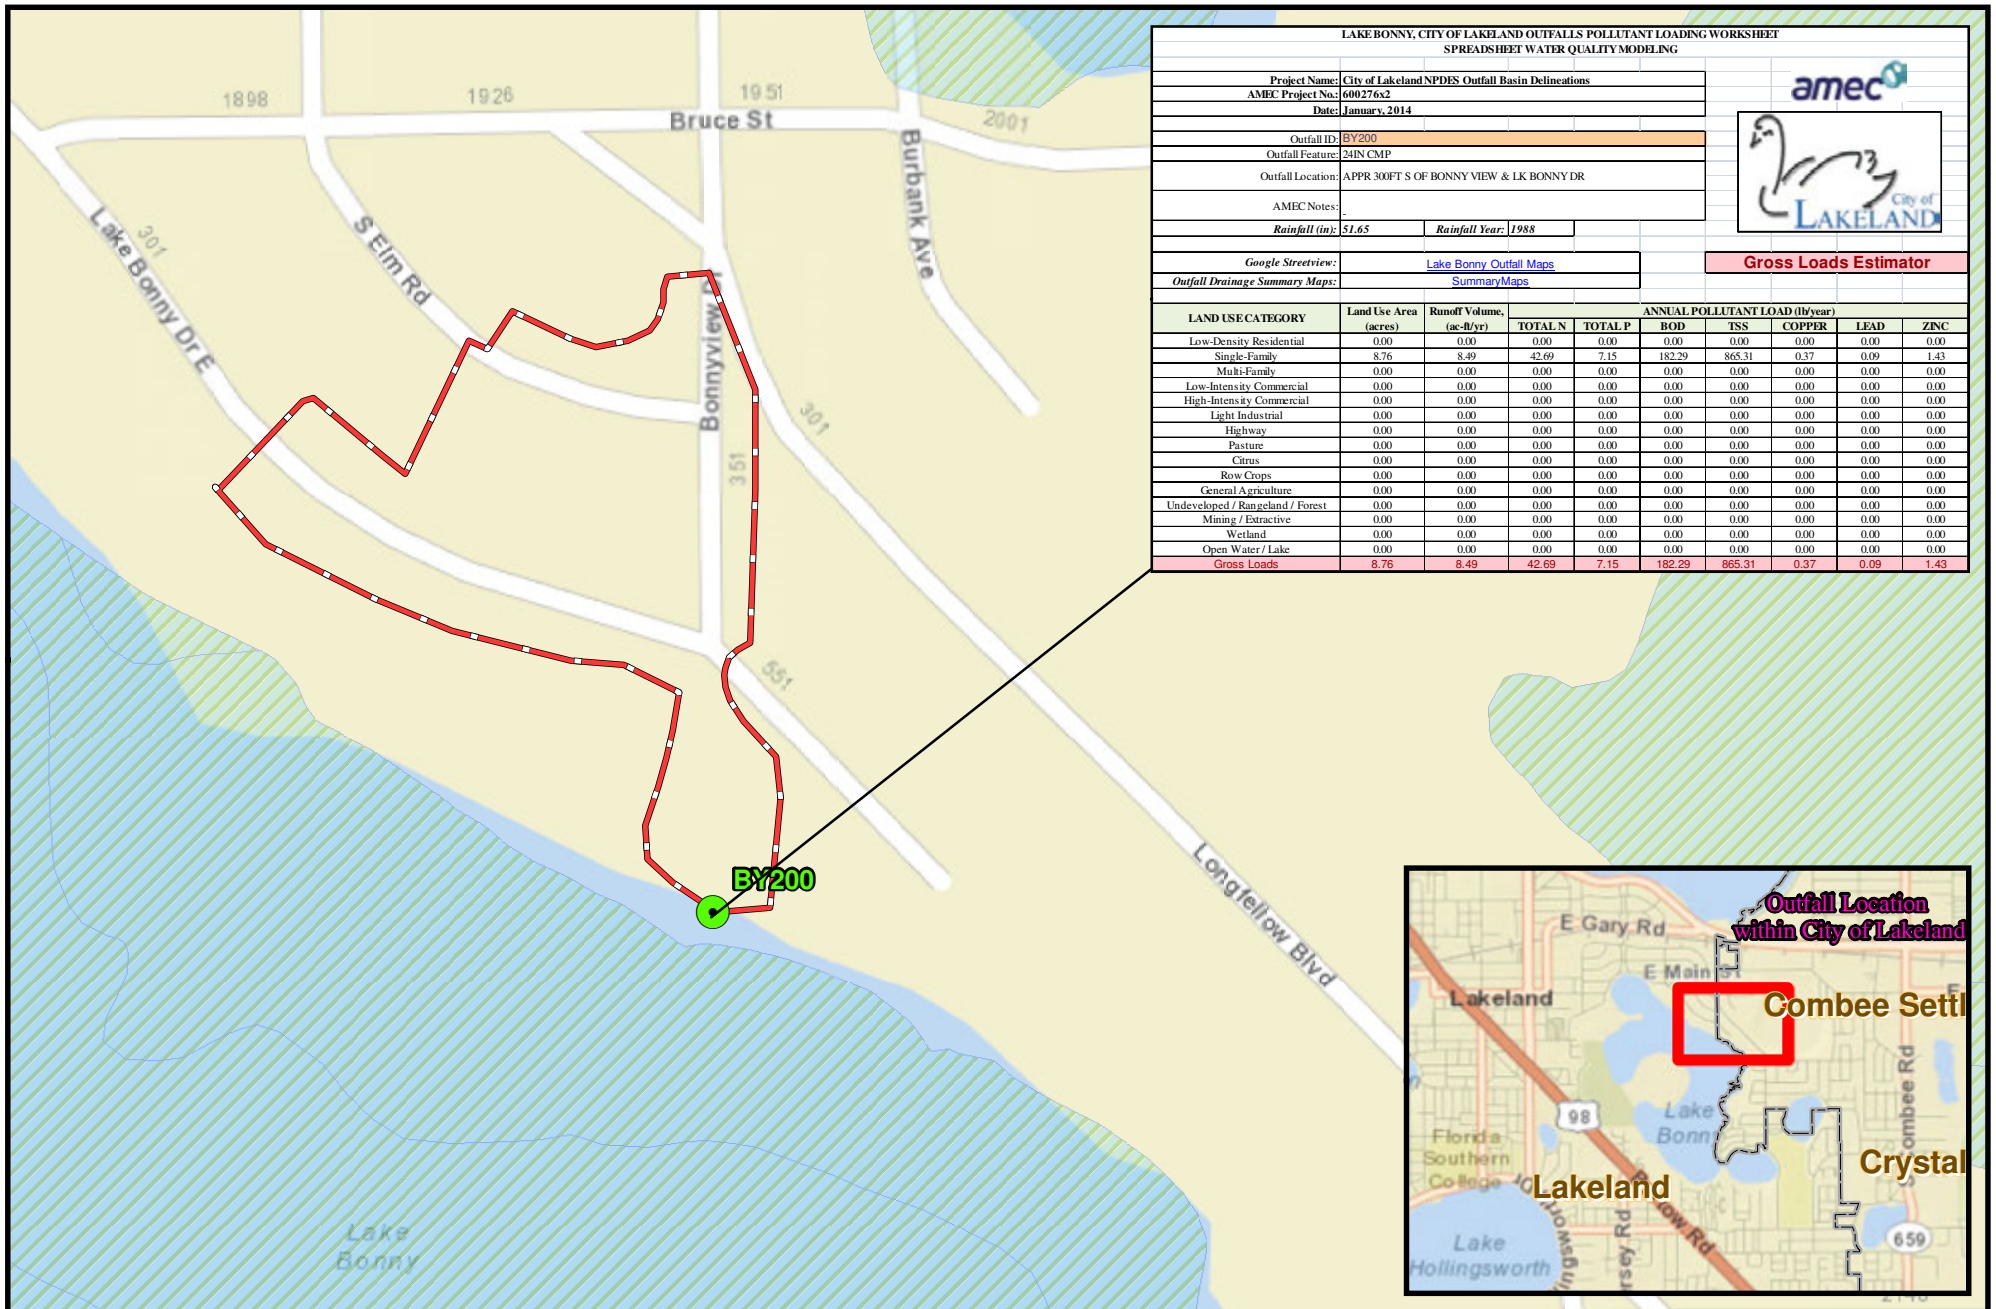 LAKE BONNY, CITY OF LAKELAND OUTFALLS POLLUTANT LOADING WORKSHEET
SPREADSHEET WATER QUALITY MODELING
Project Name: City of Lakeland NPDES Outfall Basin Delineations
AMEC Project No.: 600276x2
Date: January, 2014
amec
Outfall ID: BY200
Outfall Feature: 24IN CMP
Outfall Location: APPR 300FT S OF BONNY VIEW & LK BONNY DR
AMEC Notes: -
City of
LAKELAND
Rainfall (in): 51.65 Rainfall Year: 1988
Google Streetview: Lake Bonny Outfall Maps
Gross Loads Estimator
Outfall Drainage Summary Maps: SummaryMaps
LAND USE CATEGORY Land Use Area (acres) Runoff Volume, (ac-ft/yr) ANNUAL POLLUTANT LOAD (lb/year)
TOTAL N TOTAL P BOD TSS COPPER LEAD ZINC
Low-Density Residential 0.00 0.00 0.00 0.00 0.00 0.00 0.00 0.00 0.00
Single-Family 8.76 8.49 42.69 7.15 182.29 865.31 0.37 0.09 1.43
Multi-Family 0.00 0.00 0.00 0.00 0.00 0.00 0.00 0.00 0.00
Low-Intensity Commercial 0.00 0.00 0.00 0.00 0.00 0.00 0.00 0.00 0.00
High-Intensity Commercial 0.00 0.00 0.00 0.00 0.00 0.00 0.00 0.00 0.00
Light Industrial 0.00 0.00 0.00 0.00 0.00 0.00 0.00 0.00 0.00
Highway 0.00 0.00 0.00 0.00 0.00 0.00 0.00 0.00 0.00
Pasture 0.00 0.00 0.00 0.00 0.00 0.00 0.00 0.00 0.00
Citrus 0.00 0.00 0.00 0.00 0.00 0.00 0.00 0.00 0.00
Row Crops 0.00 0.00 0.00 0.00 0.00 0.00 0.00 0.00 0.00
General Agriculture 0.00 0.00 0.00 0.00 0.00 0.00 0.00 0.00 0.00
Undeveloped / Rangeland / Forest 0.00 0.00 0.00 0.00 0.00 0.00 0.00 0.00 0.00
Mining / Extractive 0.00 0.00 0.00 0.00 0.00 0.00 0.00 0.00 0.00
Wetland 0.00 0.00 0.00 0.00 0.00 0.00 0.00 0.00 0.00
Open Water / Lake 0.00 0.00 0.00 0.00 0.00 0.00 0.00 0.00 0.00
Gross Loads 8.76 8.49 42.69 7.15 182.29 865.31 0.37 0.09 1.43
1898
1926
1951
Bruce St
2001
Burbank Ave
Lake Bonny Dr E
301
S Elm Rd
Bonnyview Dr
351
301
551
BY200
Longfellow Blvd
Lake
Bonny
Outfall Location
within City of Lakeland
E Gary Rd
E Main St
Lakeland
Combee Settl
98
Lake
Bonny
Florida
Southern
College
Lakeland
Crystal
S Combee Rd
659
Lake
Hollingsworth